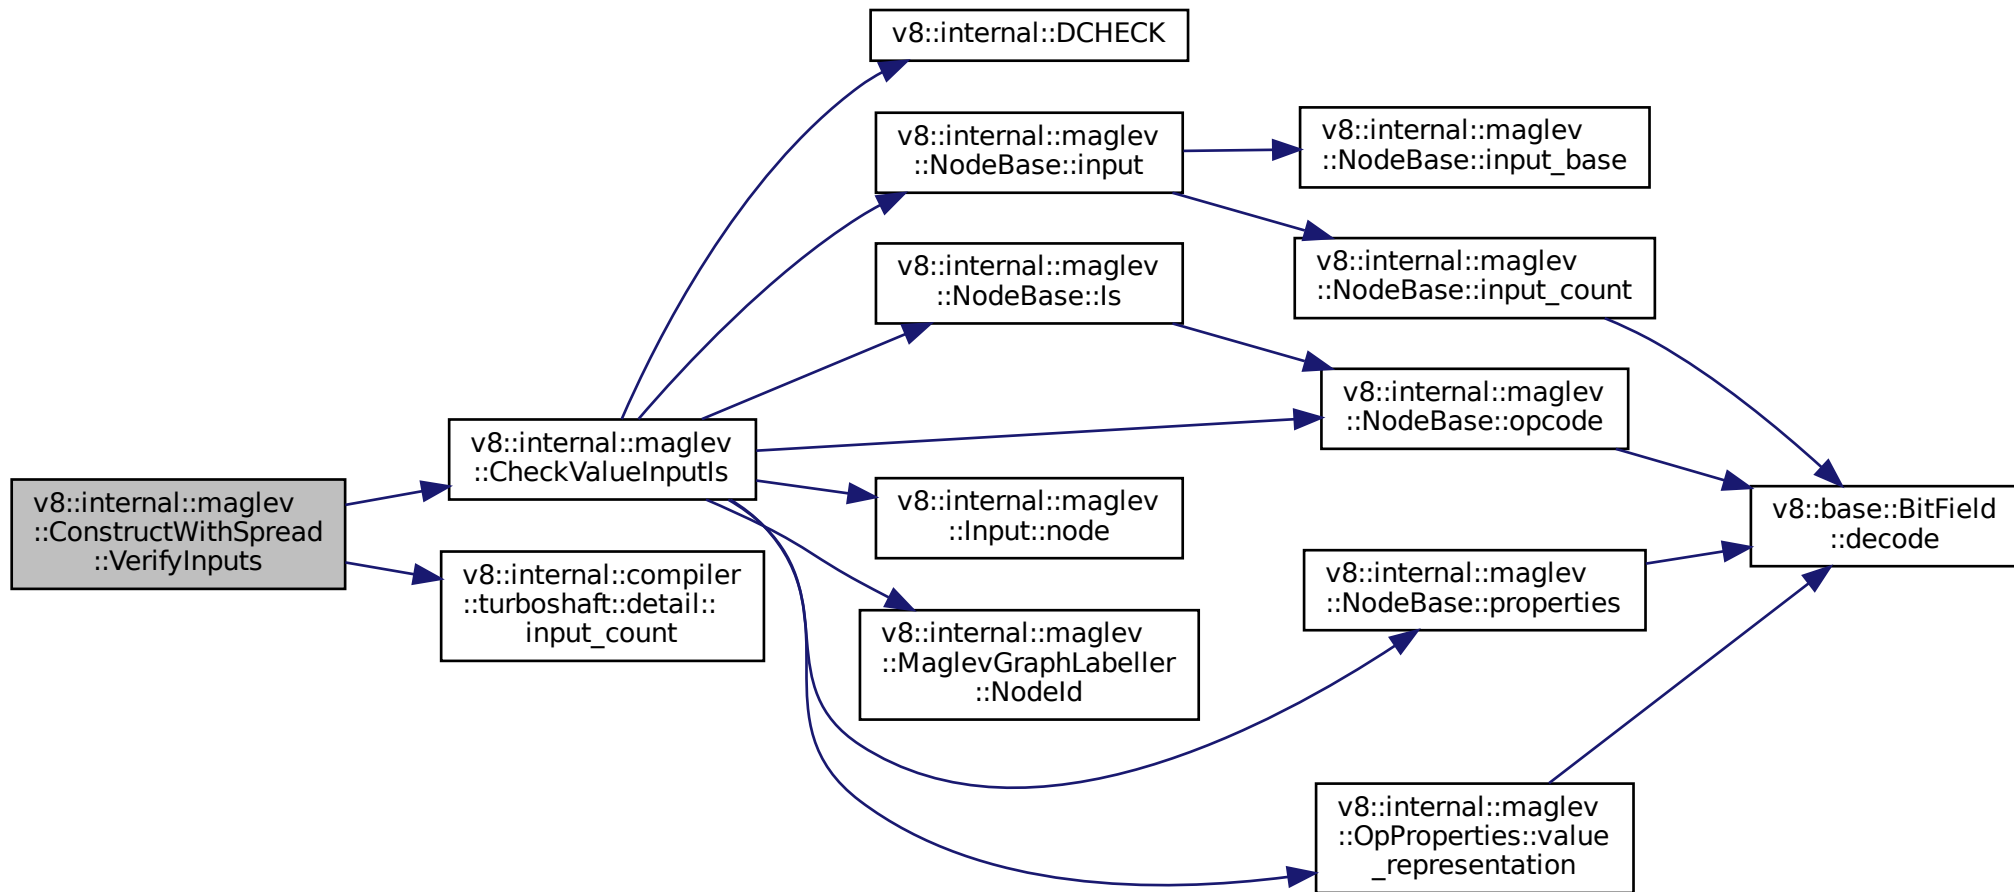 v8::internal::maglev
::ConstructWithSpread
::VerifyInputs
v8::internal::maglev
::CheckValueInputIs
v8::internal::compiler
::turboshaft::detail::
input_count
v8::internal::DCHECK
v8::internal::maglev
::NodeBase::input
v8::internal::maglev
::NodeBase::Is
v8::internal::maglev
::Input::node
v8::internal::maglev
::MaglevGraphLabeller
::NodeId
v8::internal::maglev
::NodeBase::input_base
v8::internal::maglev
::NodeBase::input_count
v8::internal::maglev
::NodeBase::opcode
v8::internal::maglev
::NodeBase::properties
v8::internal::maglev
::OpProperties::value
_representation
v8::base::BitField
::decode